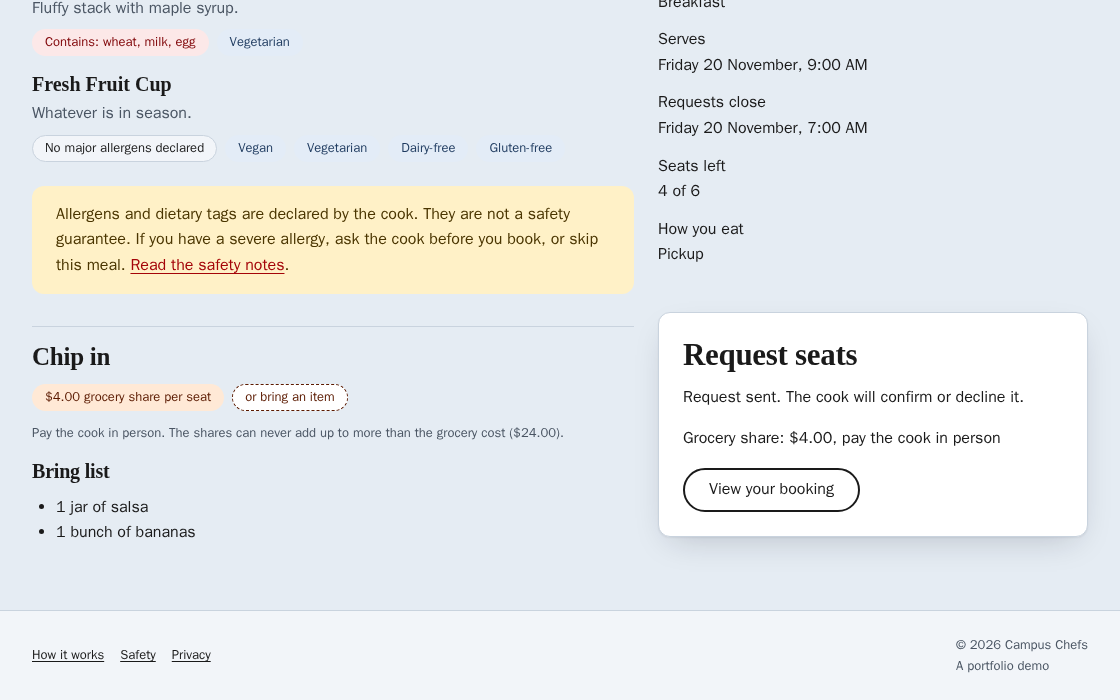 Fluffy stack with maple syrup.
Contains: wheat, milk, egg
Vegetarian
Fresh Fruit Cup
Whatever is in season.
No major allergens declared
Vegan
Vegetarian
Dairy-free
Gluten-free
Allergens and dietary tags are declared by the cook. They are not a safety
guarantee. If you have a severe allergy, ask the cook before you book, or skip
this meal. Read the safety notes.
Chip in
$4.00 grocery share per seat
or bring an item
Pay the cook in person. The shares can never add up to more than the grocery cost ($24.00).
Bring list
• 1 jar of salsa
• 1 bunch of bananas
Breakfast
Serves
Friday 20 November, 9:00 AM
Requests close
Friday 20 November, 7:00 AM
Seats left
4 of 6
How you eat
Pickup
Request seats
Request sent. The cook will confirm or decline it.
Grocery share: $4.00, pay the cook in person
View your booking
How it works
Safety
Privacy
© 2026 Campus Chefs
A portfolio demo